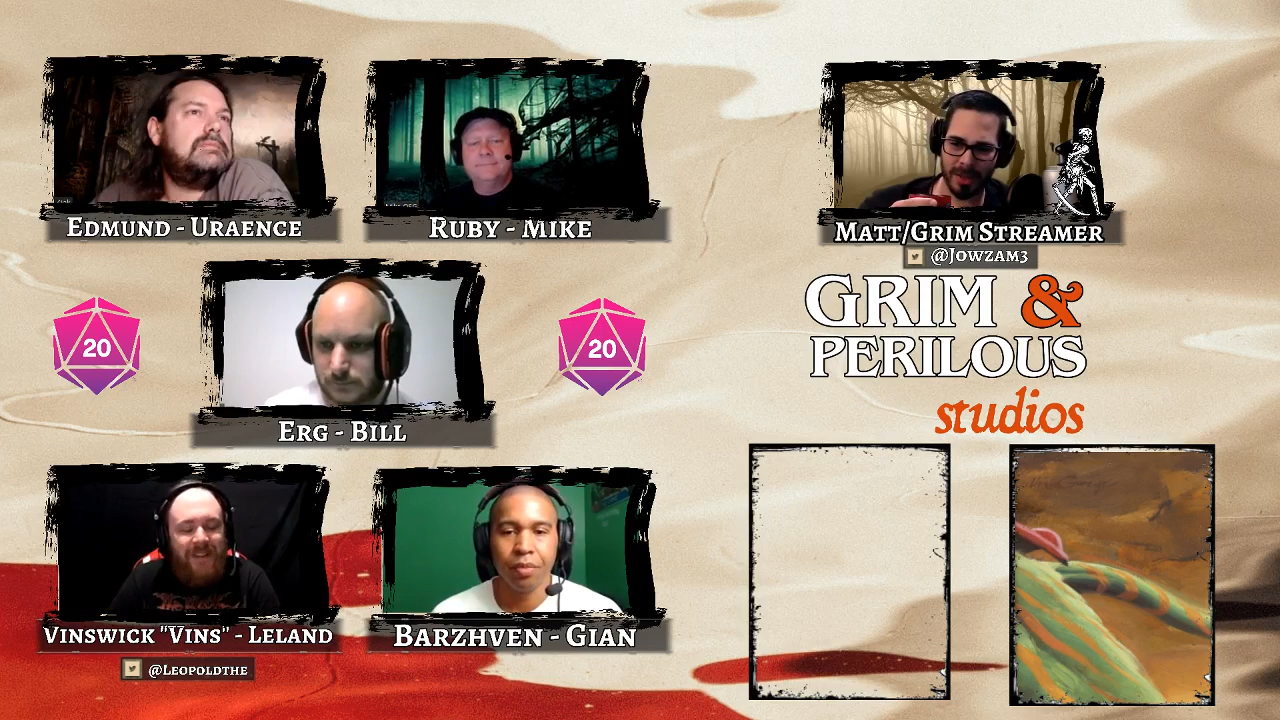 Edmund - Uraence
Ruby - Mike
Matt/Grim Streamer
@Jowzam3
GRIM &
PERILOUS
studios
20
20
Erg - Bill
Vinswick "Vins" - Leland
@Leopoldthe
Barzhven - Gian